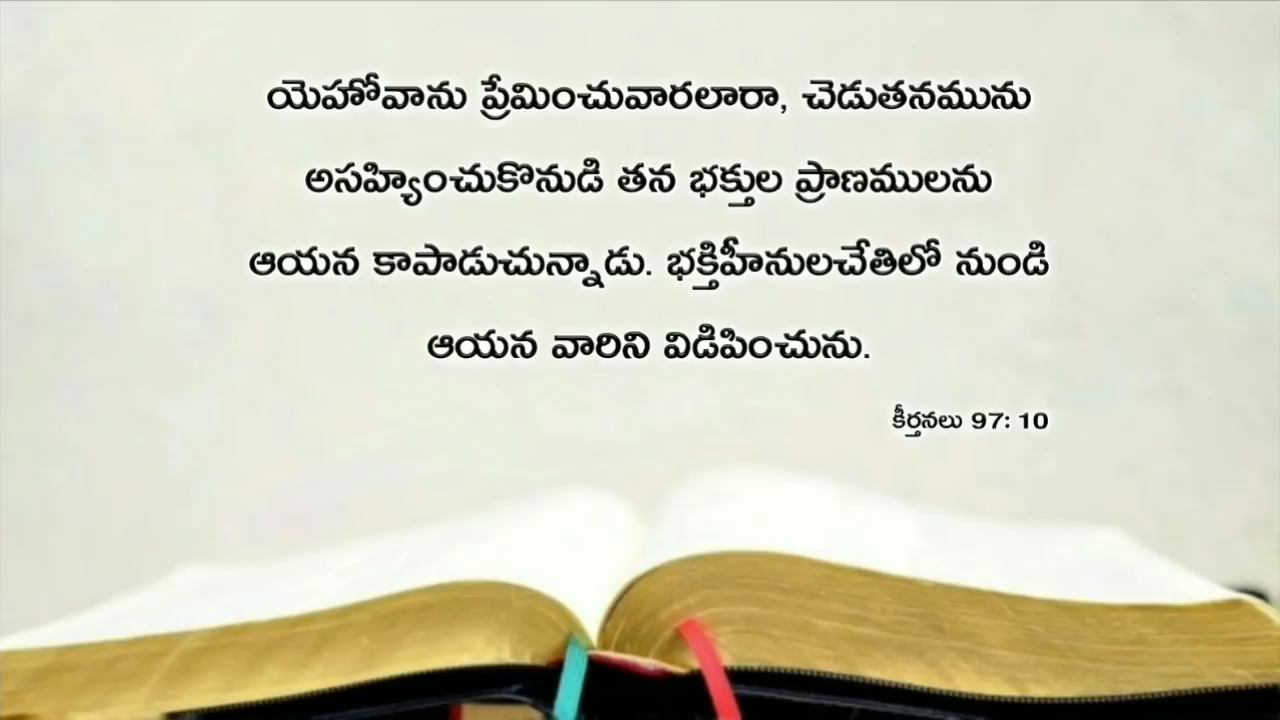 యెహోవాను ప్రేమించువారలారా, చెడుతనమును
అసహ్యించుకొనుడి తన భక్తుల ప్రాణములను
ఆయన కాపాడుచున్నాడు. భక్తిహీనులచేతిలో నుండి
ఆయన వారిని విడిపించును.
కీర్తనలు 97: 10